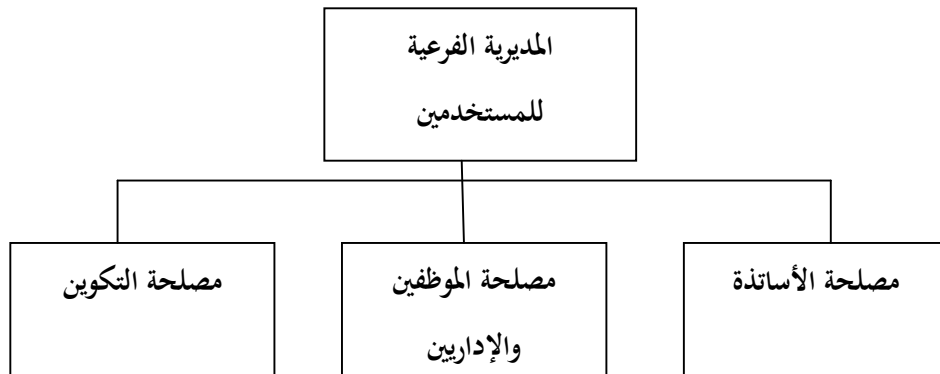 المديرية الفرعية
للمستخدمين
مصلحة الأساتذة
مصلحة الموظفين
والإداريين
مصلحة التكوين